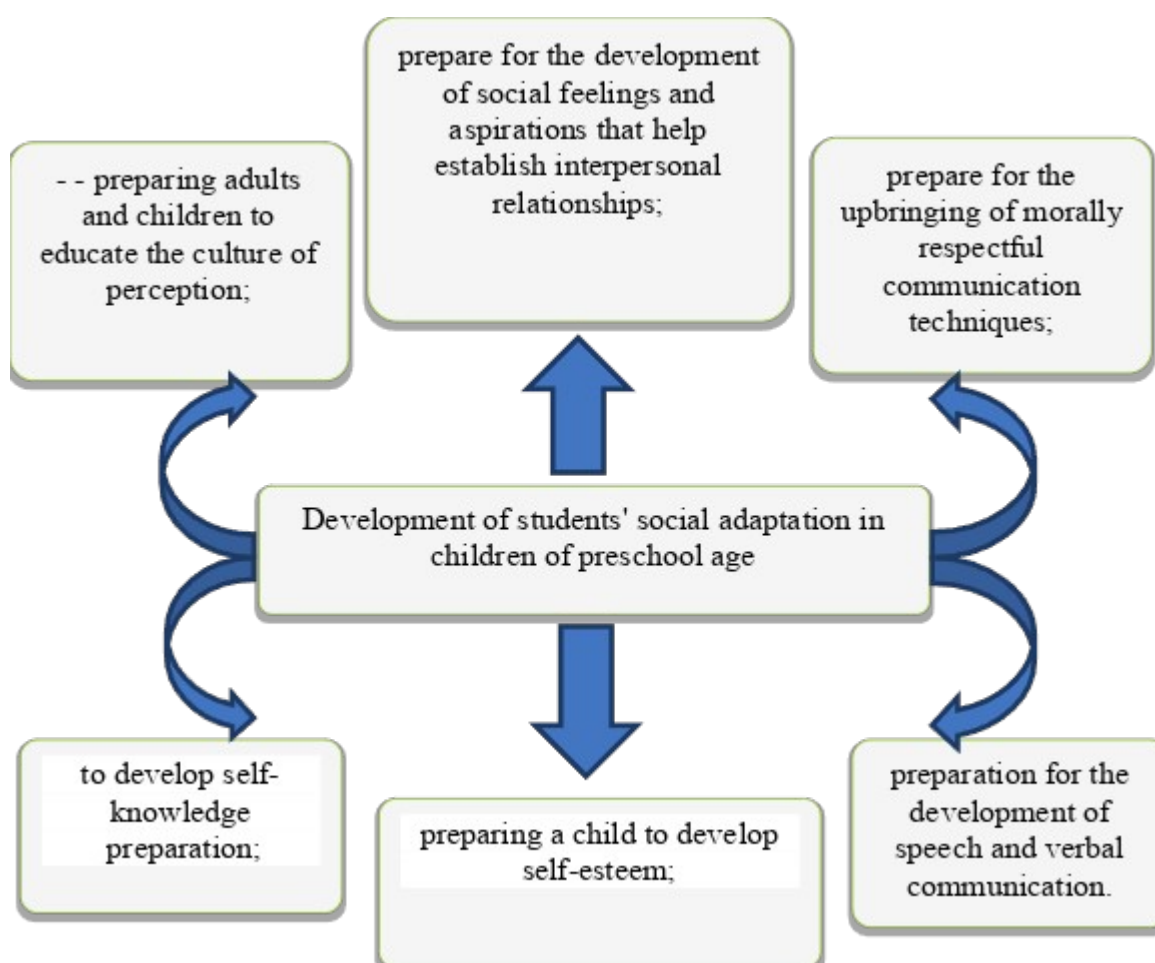 - - preparing adults
and children to
educate the culture of
perception;
prepare for the development
of social feelings and
aspirations that help
establish interpersonal
relationships;
prepare for the
upbringing of morally
respectful
communication
techniques;
Development of students' social adaptation in
children of preschool age
to develop self-
knowledge
preparation;
preparing a child to develop
self-esteem;
preparation for the
development of
speech and verbal
communication.